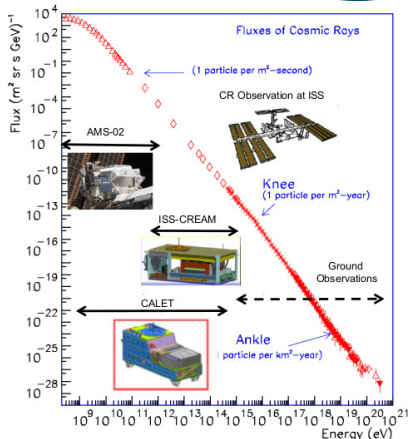 Fluxes of Cosmic Rays
(1 particle per m²−second)
CR Observation at ISS
AMS-02
Knee
(1 particle per m²−year)
ISS-CREAM
Ground
Observations
CALET
Ankle
(1 particle per km²−year)
Flux (m² sr s GeV)⁻¹
10⁴
10²
10⁻¹
10⁻⁴
10⁻⁷
10⁻¹⁰
10⁻¹³
10⁻¹⁶
10⁻¹⁹
10⁻²²
10⁻²⁵
10⁻²⁸
10⁹ 10¹⁰ 10¹¹ 10¹² 10¹³ 10¹⁴ 10¹⁵ 10¹⁶ 10¹⁷ 10¹⁸ 10¹⁹ 10²⁰ 10²¹
Energy (eV)